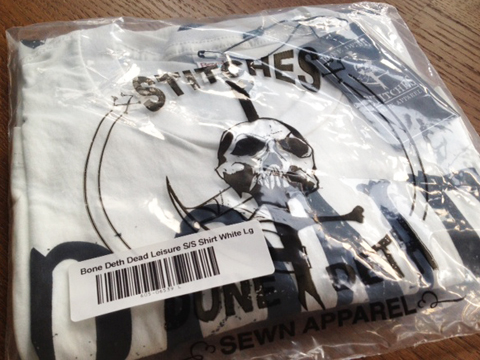 STITCHES
Bone Deth Dead Leisure S/S Shirt White Lg
BONE DETH
SEWN APPAREL